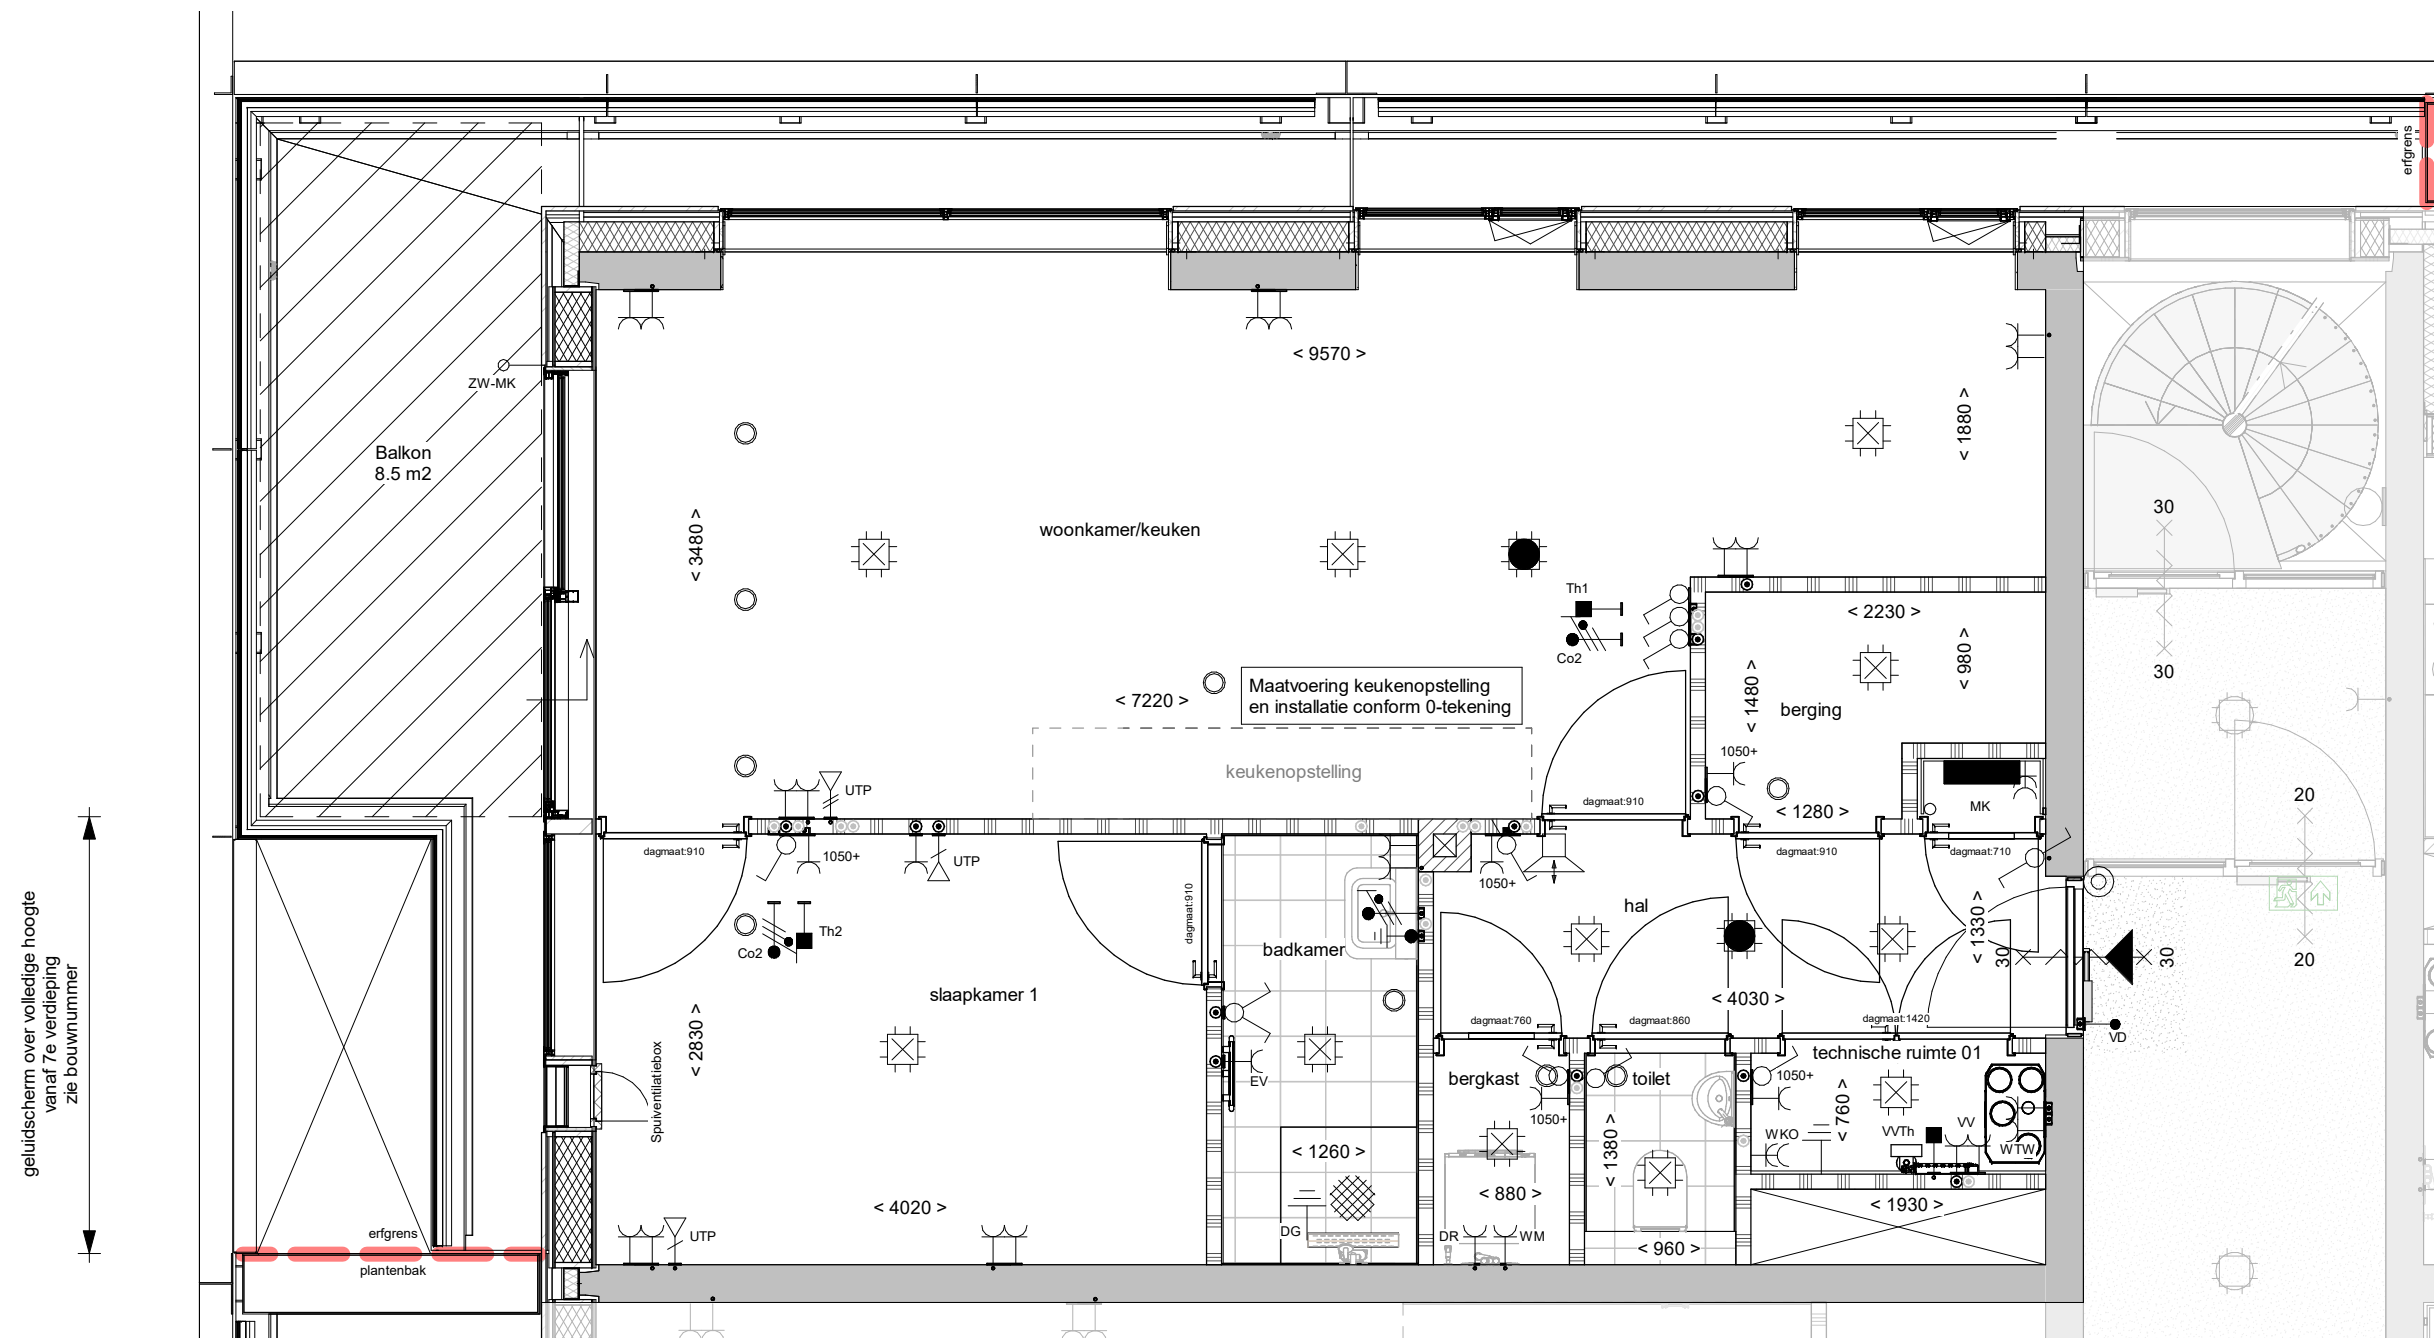 erfgrens
ZW-MK
< 9570 >
< 1880 >
Balkon
8.5 m2
< 3480 >
woonkamer/keuken
30
Th1
Co2
< 2230 >
< 980 >
30
Maatvoering keukenopstelling
en installatie conform 0-tekening
< 7220 >
< 1480 >
berging
1050+
keukenopstelling
UTP
dagmaat:910
< 1280 >
MK
20
dagmaat:910
1050+
UTP
1050+
dagmaat:910
dagmaat:710
dagmaat:910
hal
< 1330 >
30
30
20
Co2
Th2
badkamer
slaapkamer 1
< 4030 >
dagmaat:760
dagmaat:860
dagmaat:1420
VD
geluidscherm over volledige hoogte
vanaf 7e verdieping
zie bouwnummer
< 2830 >
Spuiventilatiebox
EV
bergkast
toilet
technische ruimte 01
1050+
1050+
< 760 >
WKO
VVTh
VV
WTW
< 1380 >
< 1260 >
< 880 >
< 1930 >
< 4020 >
DG
DR
WM
< 960 >
UTP
erfgrens
plantenbak